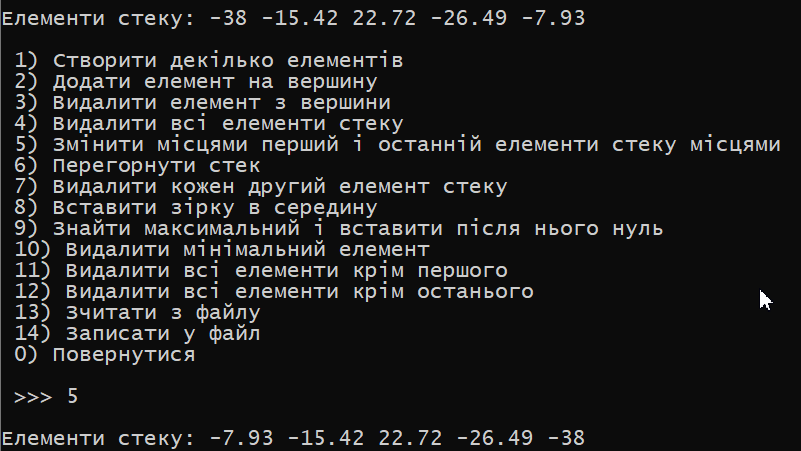 Елементи стеку: -38 -15.42 22.72 -26.49 -7.93
1) Створити декілько елементів
2) Додати елемент на вершину
3) Видалити елемент з вершини
4) Видалити всі елементи стеку
5) Змінити місцями перший і останній елементи стеку місцями
6) Перегорнути стек
7) Видалити кожен другий елемент стеку
8) Вставити зірку в середину
9) Знайти максимальний і вставити після нього нуль
10) Видалити мінімальний елемент
11) Видалити всі елементи крім першого
12) Видалити всі елементи крім останього
13) Зчитати з файлу
14) Записати у файл
0) Повернутися
>>> 5
Елементи стеку: -7.93 -15.42 22.72 -26.49 -38